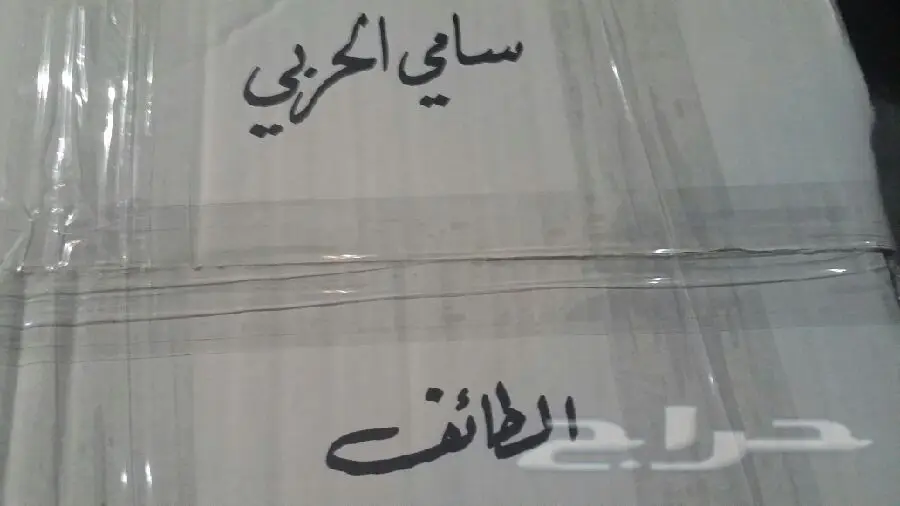 سامي الحربي
الطائف
حراج